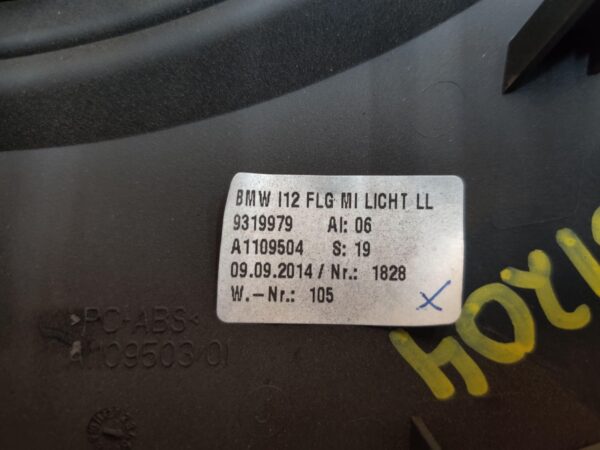 BMW I12 FLG MI LICHT LL
9319979 AI: 06
A1109504 S: 19
09.09.2014 / Nr.: 1828
W.-Nr.: 105
>PC-ABS<
A1109503/01